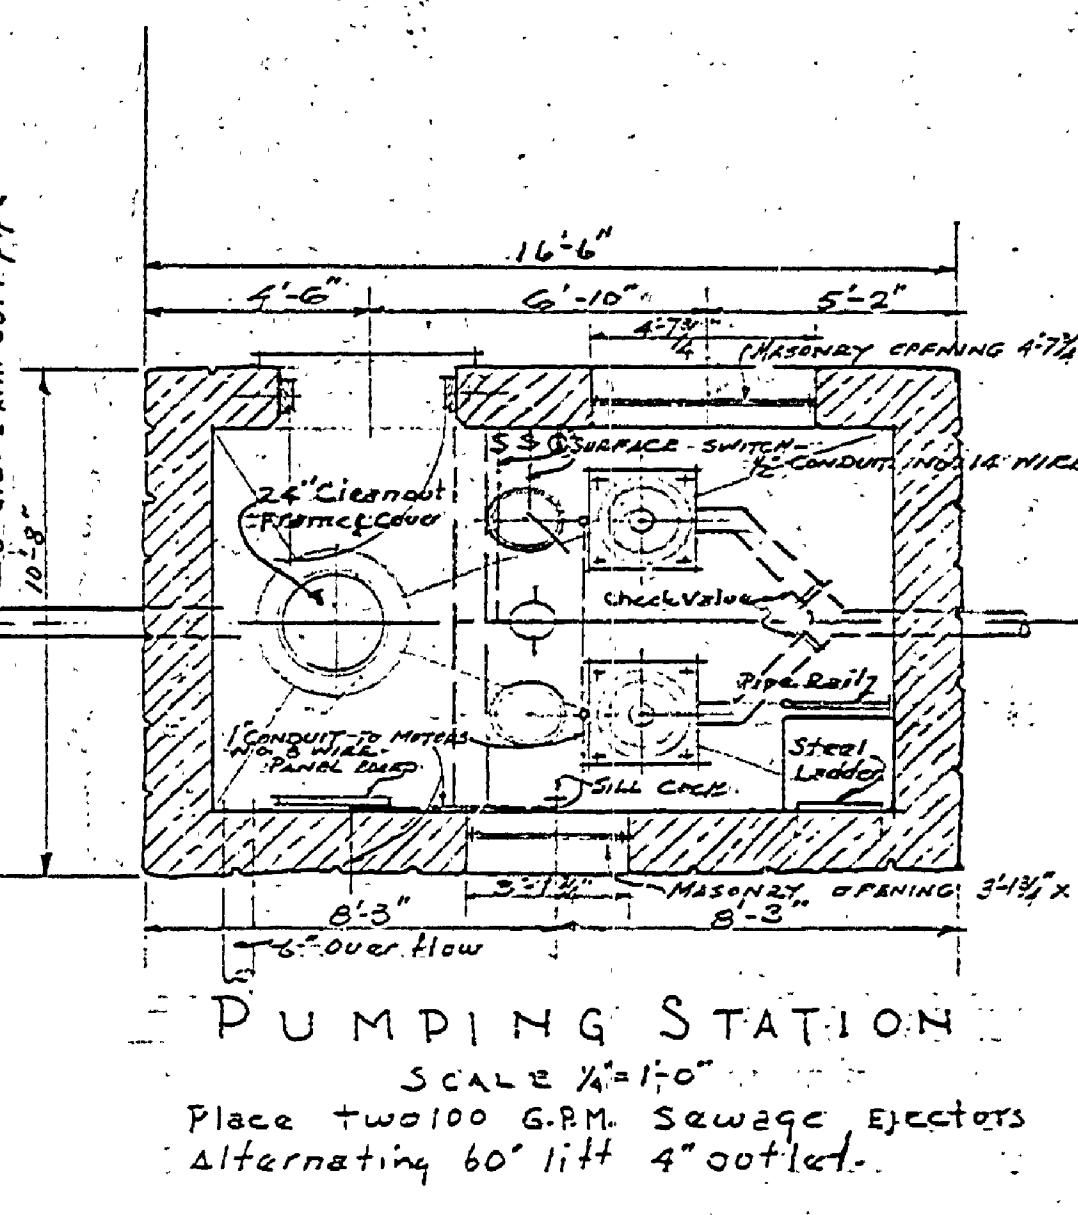 16'-6"
4'-6" 6'-10" 5'-2"
4'-7¾"
MASONRY OPENING 4'-7¾
S S SURFACE-SWITCH-
½" CONDUIT, NO. 14 WIRE
24" Cleanout
Frame & Cover
10'-8"
Check Valve
Pipe Rail
1" CONDUIT-TO MOTORS
NO. 8 WIRE-
PANEL BOARD
Steel
Ladder
SILL COCK.
3'-1¾"
MASONRY OPENING 3'-1¾" x
8'-3" 8'-3"
6" Over flow
PUMPING STATION
SCALE ¼"=1'-0"
Place two 100 G.P.M. Sewage Ejectors
Alternating 60' lift 4" outlet.